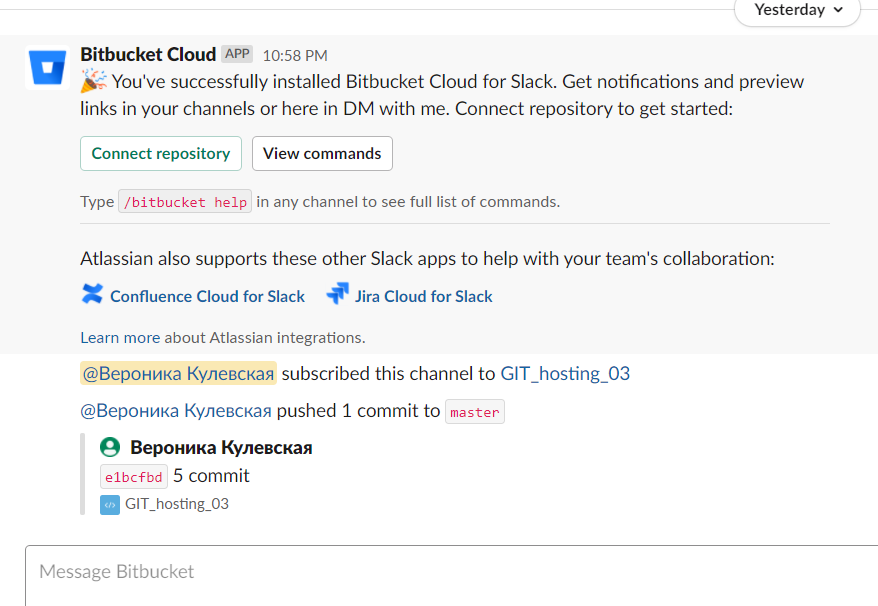 Yesterday
Bitbucket Cloud APP 10:58 PM
You've successfully installed Bitbucket Cloud for Slack. Get notifications and preview
links in your channels or here in DM with me. Connect repository to get started:
Connect repository View commands
Type /bitbucket help in any channel to see full list of commands.
Atlassian also supports these other Slack apps to help with your team's collaboration:
Confluence Cloud for Slack Jira Cloud for Slack
Learn more about Atlassian integrations.
@Вероника Кулевская subscribed this channel to GIT_hosting_03
@Вероника Кулевская pushed 1 commit to master
Вероника Кулевская
e1bcfbd 5 commit
GIT_hosting_03
Message Bitbucket